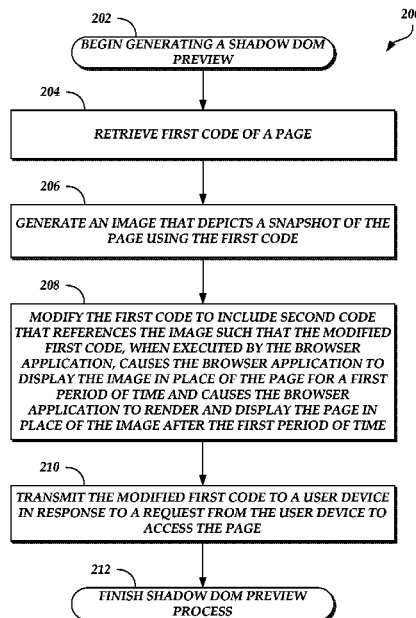 200
202
BEGIN GENERATING A SHADOW DOM
PREVIEW
204
RETRIEVE FIRST CODE OF A PAGE
206
GENERATE AN IMAGE THAT DEPICTS A SNAPSHOT OF THE
PAGE USING THE FIRST CODE
208
MODIFY THE FIRST CODE TO INCLUDE SECOND CODE
THAT REFERENCES THE IMAGE SUCH THAT THE MODIFIED
FIRST CODE, WHEN EXECUTED BY THE BROWSER
APPLICATION, CAUSES THE BROWSER APPLICATION TO
DISPLAY THE IMAGE IN PLACE OF THE PAGE FOR A FIRST
PERIOD OF TIME AND CAUSES THE BROWSER
APPLICATION TO RENDER AND DISPLAY THE PAGE IN
PLACE OF THE IMAGE AFTER THE FIRST PERIOD OF TIME
210
TRANSMIT THE MODIFIED FIRST CODE TO A USER DEVICE
IN RESPONSE TO A REQUEST FROM THE USER DEVICE TO
ACCESS THE PAGE
212
FINISH SHADOW DOM PREVIEW
PROCESS